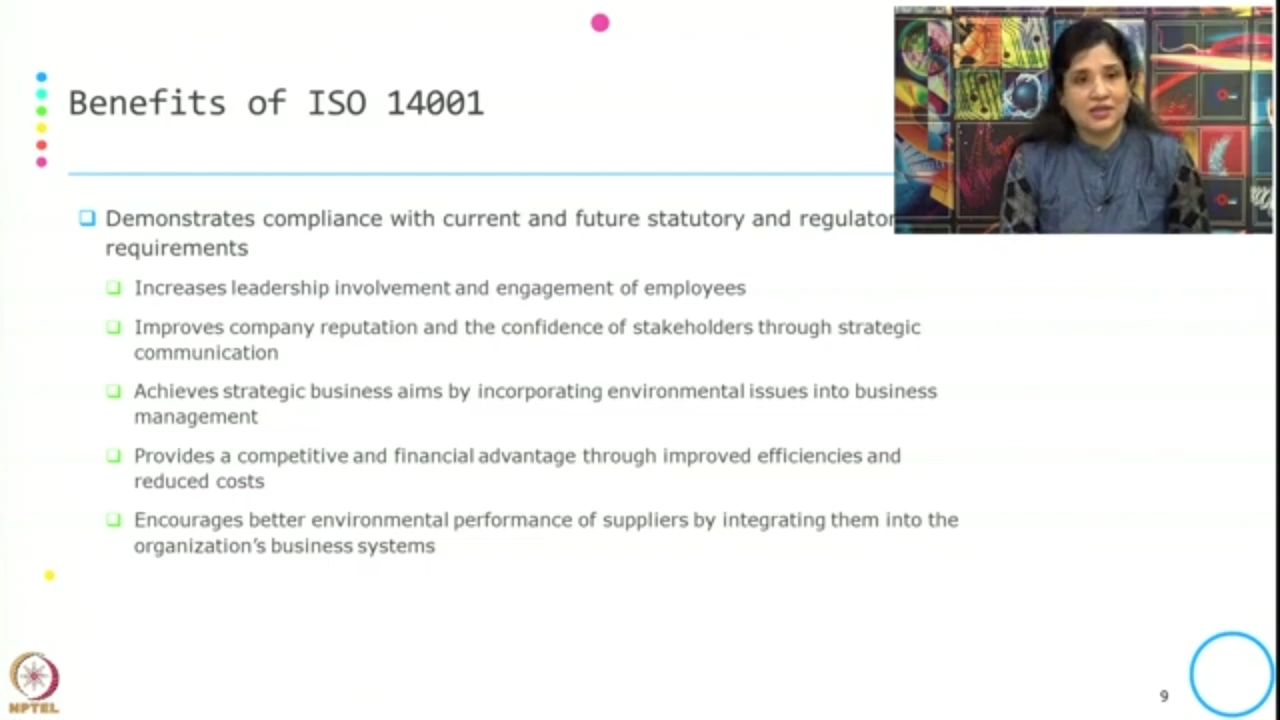 Benefits of ISO 14001
Demonstrates compliance with current and future statutory and
requirements
Increases leadership involvement and engagement of employees
Improves company reputation and the confidence of stakeholders through strategic
communication
Achieves strategic business aims by incorporating environmental issues into business
management
Provides a competitive and financial advantage through improved efficiencies and
reduced costs
Encourages better environmental performance of suppliers by integrating them into the
organization's business systems
NPTEL
9